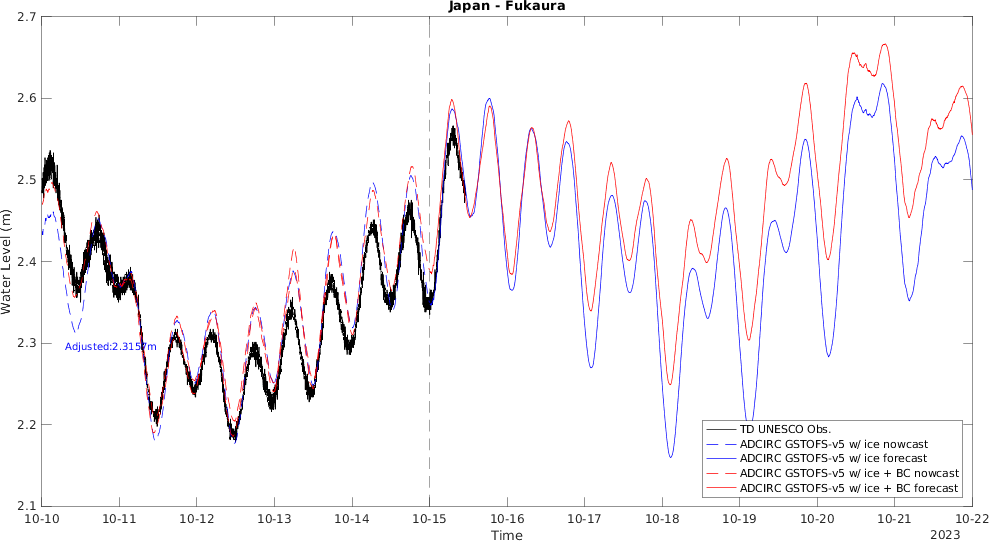 Japan - Fukaura
2.7
2.6
2.5
2.4
2.3
2.2
2.1
Water Level (m)
Adjusted:2.3157m
TD UNESCO Obs.
ADCIRC GSTOFS-v5 w/ ice nowcast
ADCIRC GSTOFS-v5 w/ ice forecast
ADCIRC GSTOFS-v5 w/ ice + BC nowcast
ADCIRC GSTOFS-v5 w/ ice + BC forecast
10-10 10-11 10-12 10-13 10-14 10-15 10-16 10-17 10-18 10-19 10-20 10-21 10-22
Time
2023